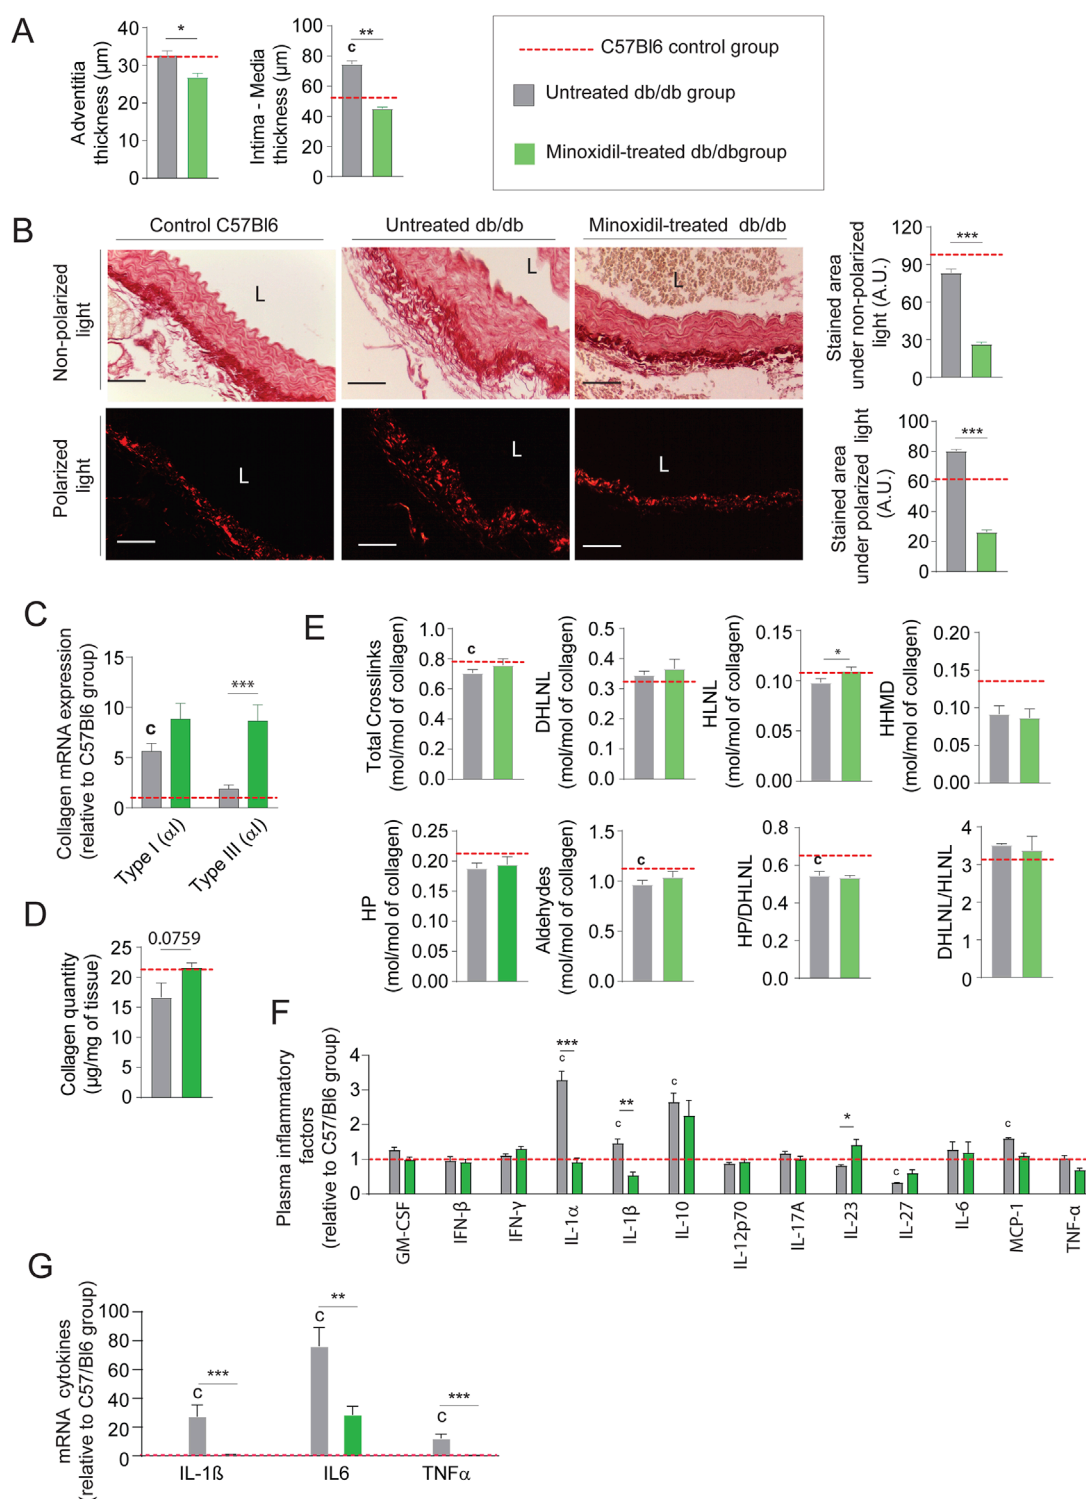 A
Adventitia
thickness (µm)
40
30
20
10
0
*
Intima - Media
thickness (µm)
100
80
60
40
20
0
c
**
C57Bl6 control group
Untreated db/db group
Minoxidil-treated db/dbgroup
B
Control C57Bl6
Untreated db/db
Minoxidil-treated db/db
Non-polarized
light
L
L
L
Stained area
under non-polarized
light (A.U.)
120
90
60
30
0
***
Polarized
light
L
L
L
Stained area
under polarized light
(A.U.)
100
80
60
40
20
0
***
C
Collagen mRNA expression
(relative to C57Bl6 group)
15
10
5
0
c
***
Type I (αI)
Type III (αI)
D
Collagen quantity
(µg/mg of tissue)
25
20
15
20
10
0
0.0759
E
Total Crosslinks
(mol/mol of collagen)
1.0
0.8
0.6
0.4
0.2
0.0
c
DHLNL
(mol/mol of collagen)
0.5
0.4
0.3
0.2
0.1
0.0
HLNL
(mol/mol of collagen)
0.15
0.10
0.05
0.00
*
HHMD
(mol/mol of collagen)
0.20
0.15
0.10
0.05
0.00
HP
(mol/mol of collagen)
0.25
0.20
0.15
0.10
0.05
0.00
Aldehydes
(mol/mol of collagen)
1.5
1.0
0.5
0.0
c
HP/DHLNL
0.8
0.6
0.4
0.2
0.0
c
DHLNL/HLNL
4
3
2
1
0
F
Plasma inflammatory
factors
(relative to C57/Bl6 group)
4
3
2
1
0
c
***
c
**
c
*
c
c
GM-CSF
IFN-β
IFN-γ
IL-1α
IL-1β
IL-10
IL-12p70
IL-17A
IL-23
IL-27
IL-6
MCP-1
TNF-α
G
mRNA cytokines
(relative to C57/Bl6 group)
100
80
60
40
20
0
C
***
C
**
C
***
IL-1ß
IL6
TNFα